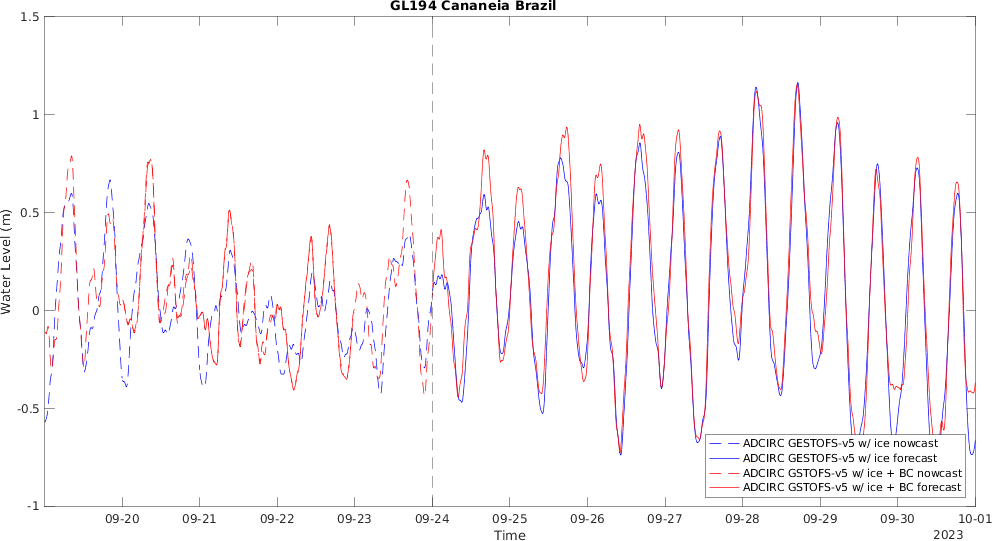 GL194 Cananeia Brazil
1.5
1
0.5
0
-0.5
-1
Water Level (m)
ADCIRC GESTOFS-v5 w/ ice nowcast
ADCIRC GESTOFS-v5 w/ ice forecast
ADCIRC GSTOFS-v5 w/ ice + BC nowcast
ADCIRC GSTOFS-v5 w/ ice + BC forecast
09-20 09-21 09-22 09-23 09-24 09-25 09-26 09-27 09-28 09-29 09-30 10-01
Time
2023